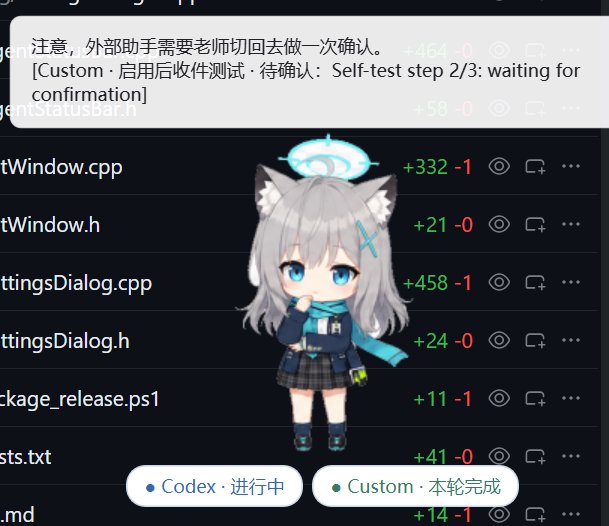 注意，外部助手需要老师切回去做一次确认。
[Custom · 启用后收件测试 · 待确认：Self-test step 2/3: waiting for
confirmation]
+464
gentStatusBar.h +58 -0
tWindow.cpp +332 -1
tWindow.h +21 -0
ttingsDialog.cpp +458 -1
ttingsDialog.h +24 -0
ckage_release.ps1 +11 -1
sts.txt +41 -0
● Codex · 进行中 ● Custom · 本轮完成
.md +14 -1